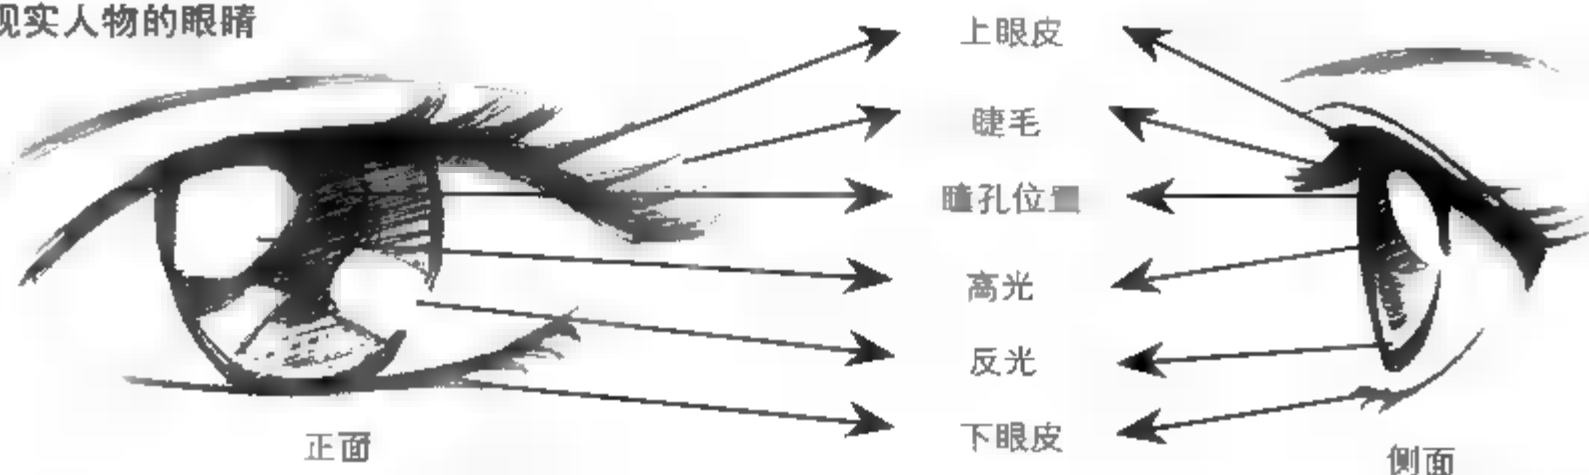 现实人物的眼睛
上眼皮
睫毛
瞳孔位置
高光
反光
下眼皮
正面
侧面